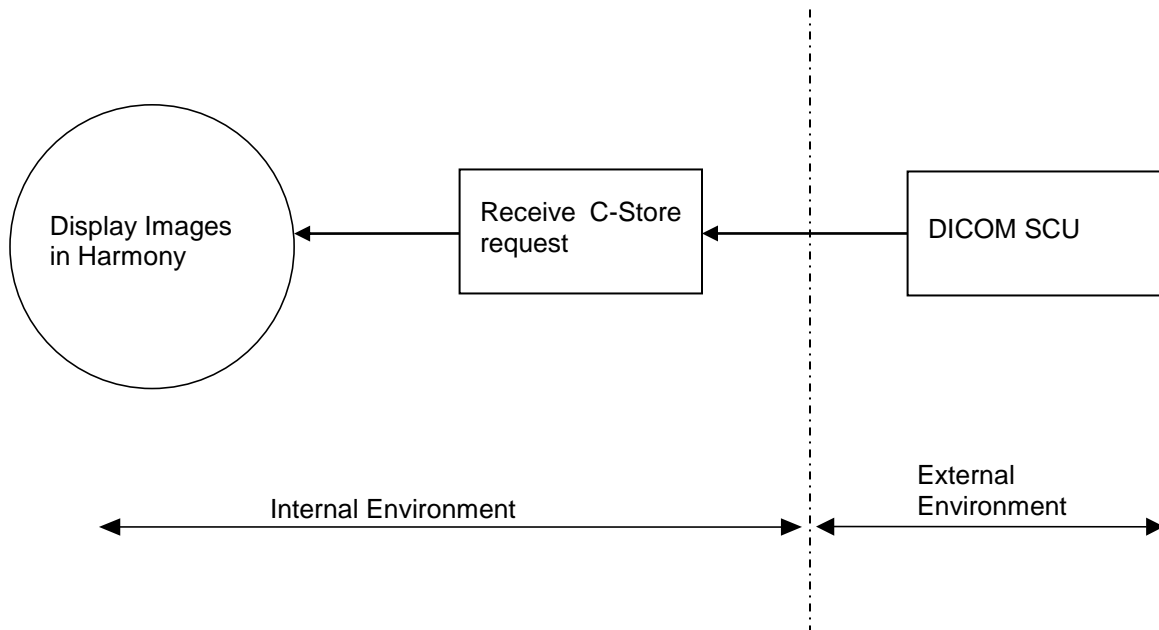 Display Images
in Harmony
Receive C-Store
request
DICOM SCU
Internal Environment
External
Environment